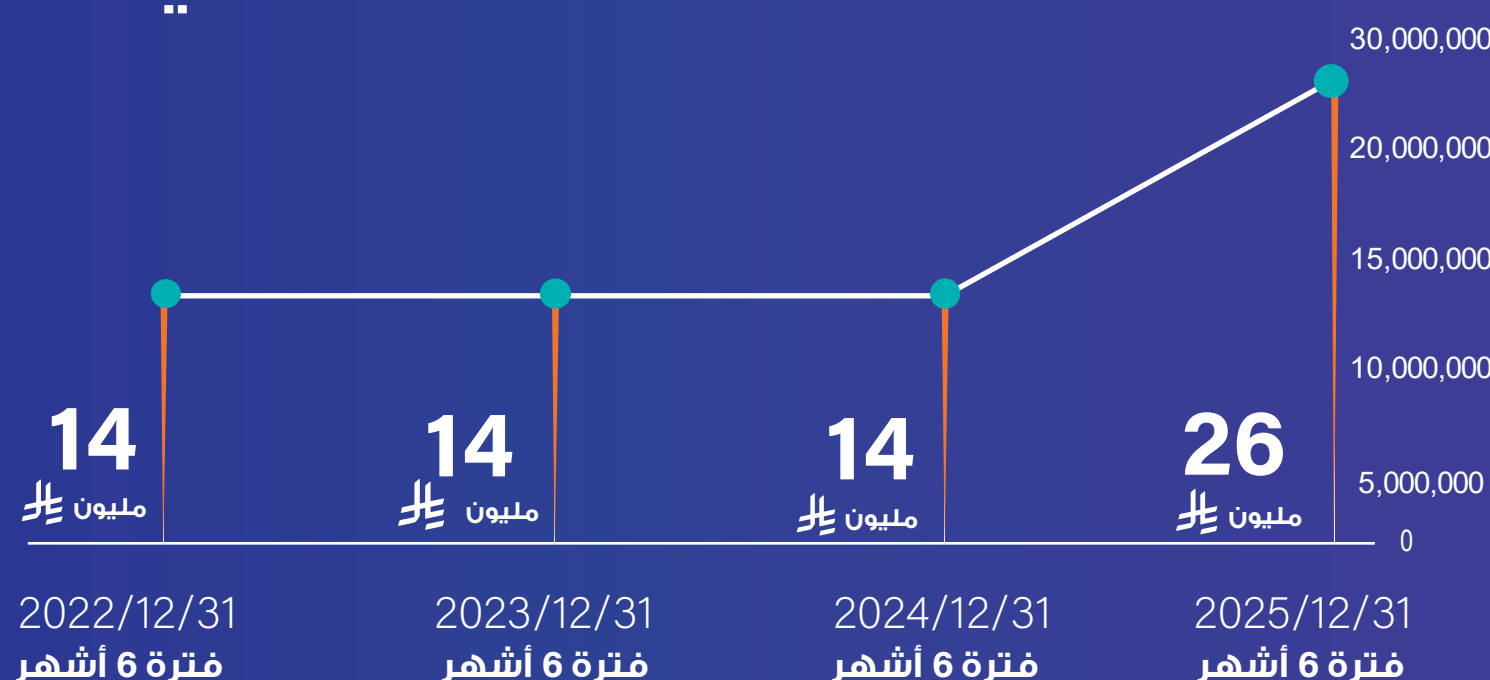 30,000,000
20,000,000
15,000,000
10,000,000
5,000,000
0
14
مليون
14
مليون
14
مليون
26
مليون
2022/12/31
فترة 6 أشهر
2023/12/31
فترة 6 أشهر
2024/12/31
فترة 6 أشهر
2025/12/31
فترة 6 أشهر